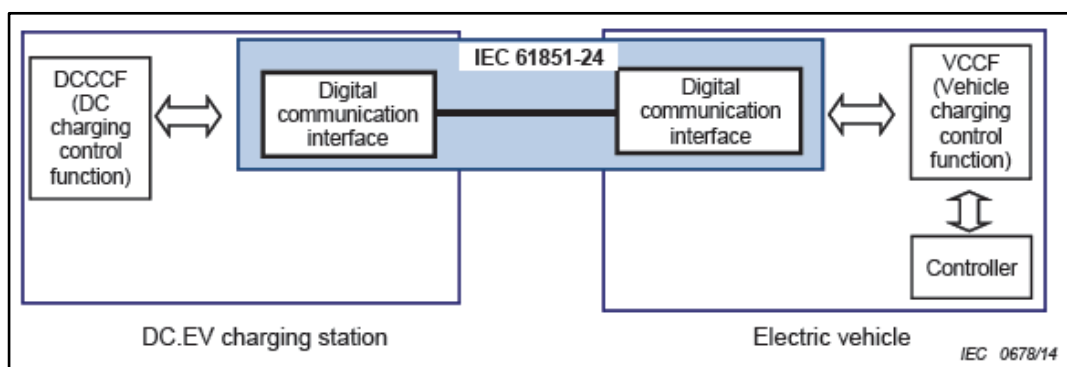 IEC 61851-24
DCCCF
(DC
charging
control
function)
Digital
communication
interface
Digital
communication
interface
VCCF
(Vehicle
charging
control
function)
Controller
DC.EV charging station
Electric vehicle
IEC 0678/14